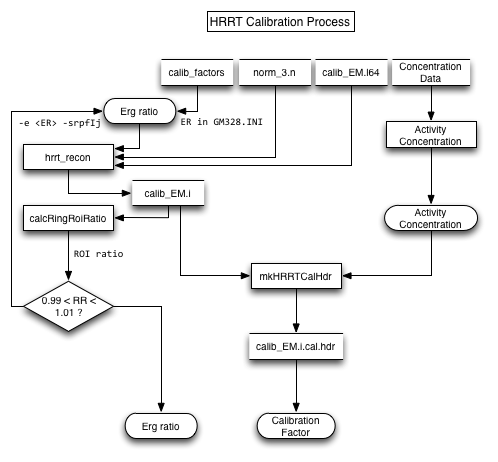 HRRT Calibration Process
calib_factors
norm_3.n
calib_EM.l64
Concentration
Data
Erg ratio
-e <ER> -srpfIj
ER in GM328.INI
Activity
Concentration
hrrt_recon
calib_EM.i
calcRingRoiRatio
Activity
Concentration
ROI ratio
mkHRRTCalHdr
0.99 < RR <
1.01 ?
calib_EM.i.cal.hdr
Erg ratio
Calibration
Factor